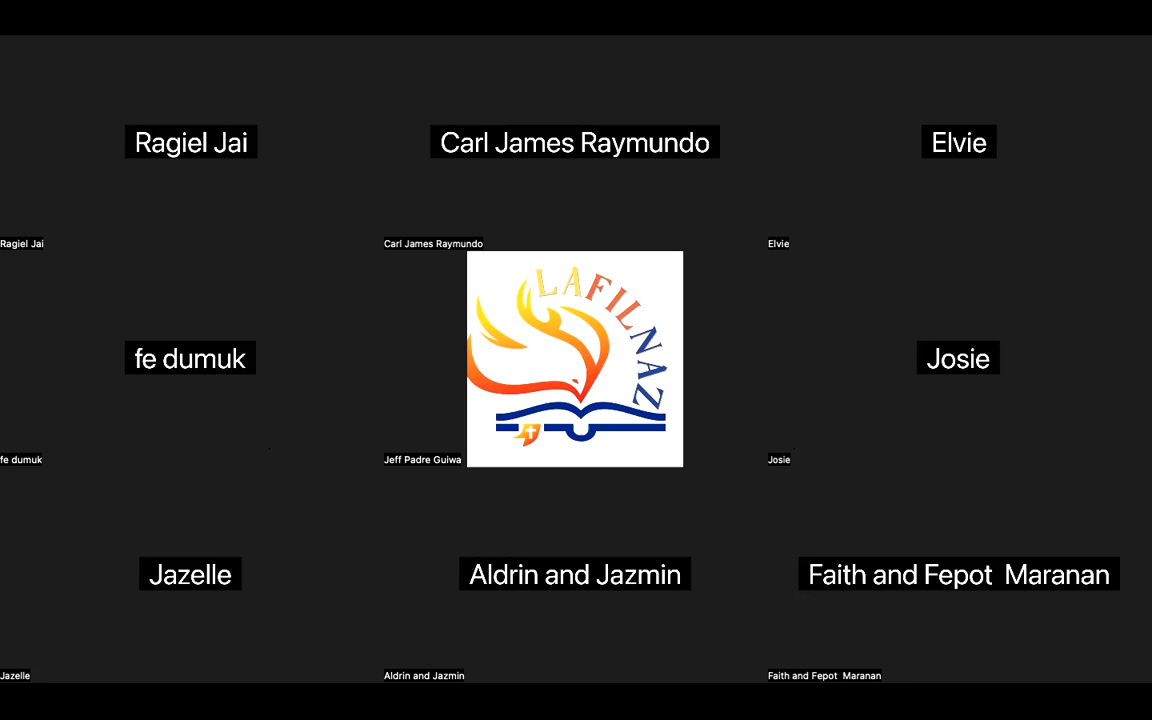 Ragiel Jai
Carl James Raymundo
Elvie
Ragiel Jai
Carl James Raymundo
Elvie
LAFILNAZ
fe dumuk
Josie
fe dumuk
Jeff Padre Guiwa
Josie
Jazelle
Aldrin and Jazmin
Faith and Fepot  Maranan
Jazelle
Aldrin and Jazmin
Faith and Fepot  Maranan